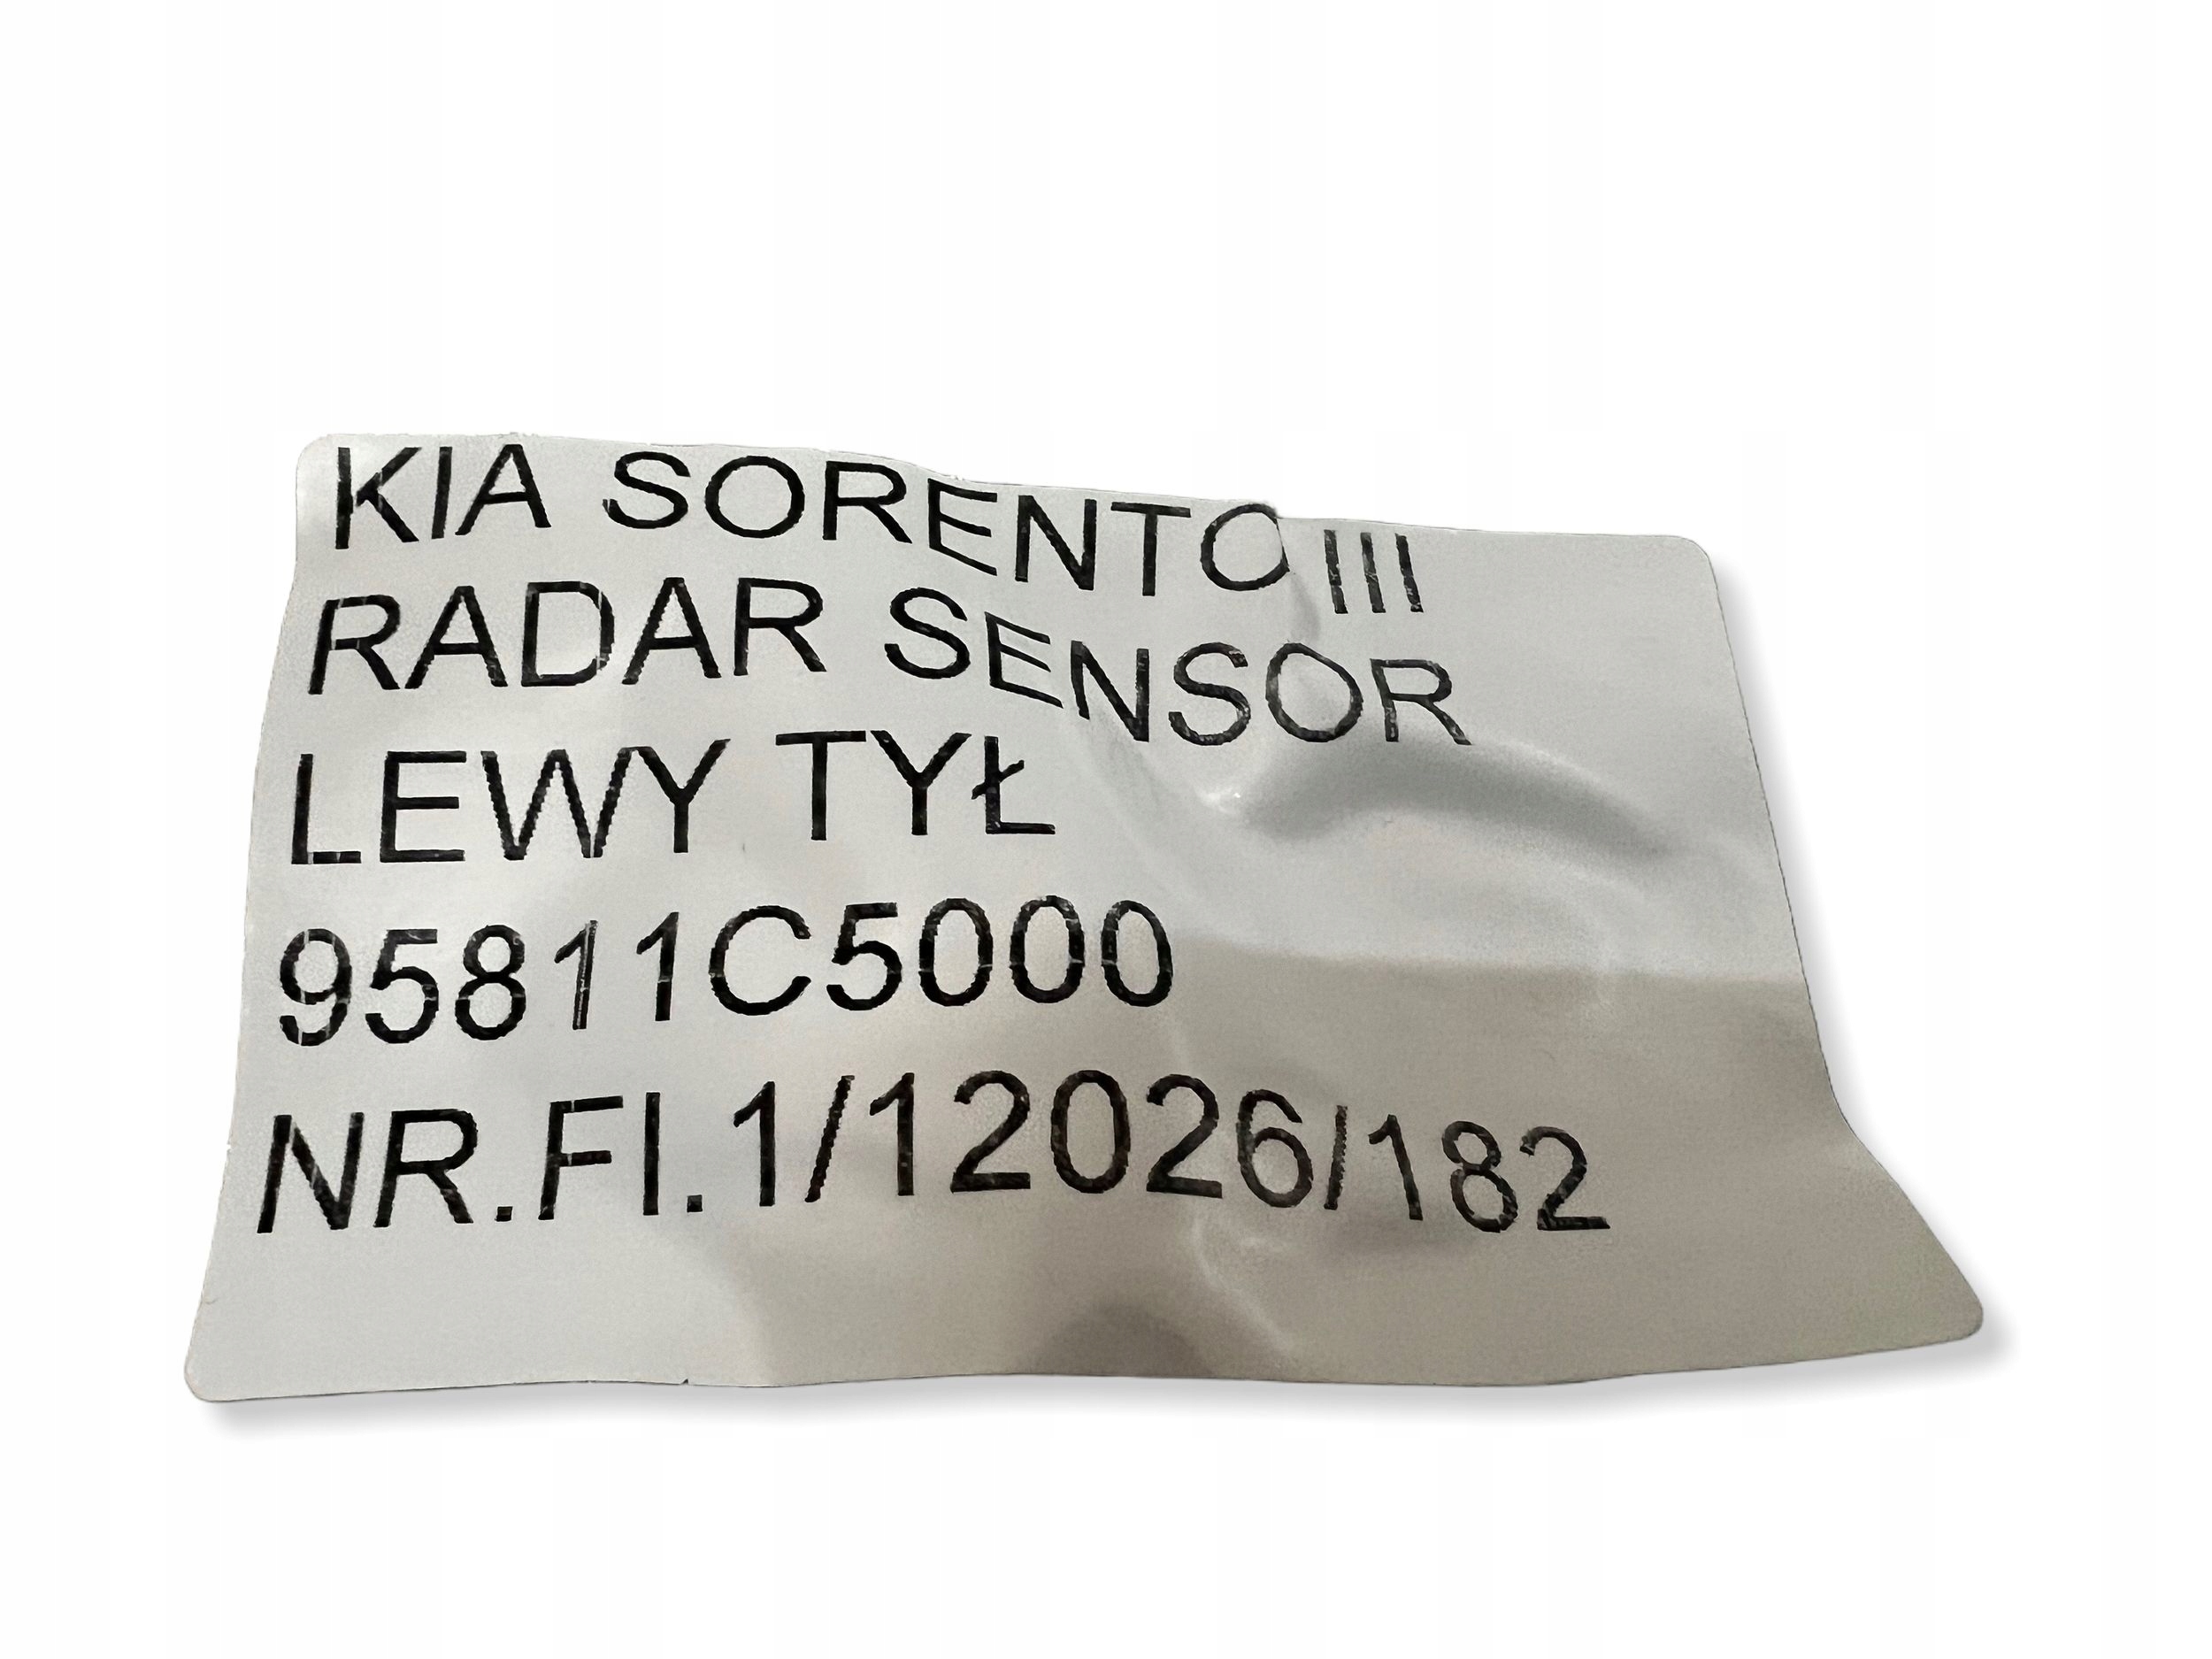 KIA SORENTO III
RADAR SENSOR
LEWY TYŁ
95811C5000
NR.FI.1/12026/182